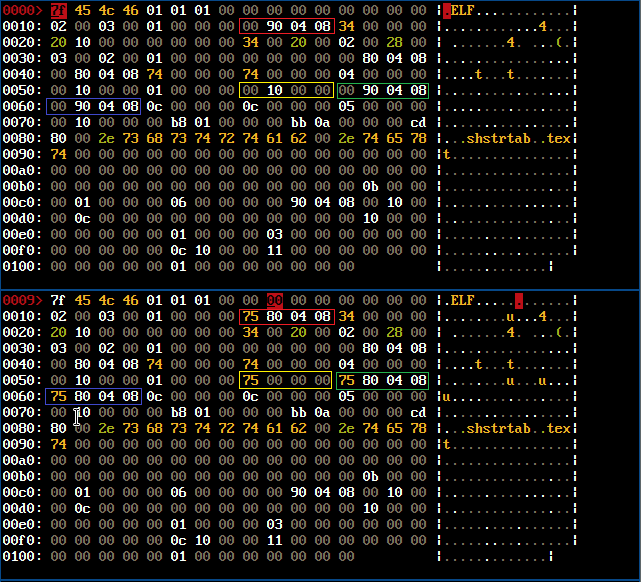 0000> 7f 45 4c 46 01 01 01 00 00 00 00 00 00 00 00 00 |.ELF............|
0010: 02 00 03 00 01 00 00 00 00 90 04 08 34 00 00 00 |............4...|
0020: 20 10 00 00 00 00 00 00 34 00 20 00 02 00 28 00 | .......4. ...(.|
0030: 03 00 02 00 01 00 00 00 00 00 00 00 00 80 04 08 |................|
0040: 00 80 04 08 74 00 00 00 74 00 00 00 04 00 00 00 |....t...t.......|
0050: 00 10 00 00 01 00 00 00 00 10 00 00 00 90 04 08 |................|
0060: 00 90 04 08 0c 00 00 00 0c 00 00 00 05 00 00 00 |................|
0070: 00 10 00 00 00 b8 01 00 00 00 bb 0a 00 00 00 cd |................|
0080: 80 00 2e 73 68 73 74 72 74 61 62 00 2e 74 65 78 |...shstrtab..tex|
0090: 74 00 00 00 00 00 00 00 00 00 00 00 00 00 00 00 |t...............|
00a0: 00 00 00 00 00 00 00 00 00 00 00 00 00 00 00 00 |................|
00b0: 00 00 00 00 00 00 00 00 00 00 00 00 00 0b 00 00 |................|
00c0: 00 01 00 00 00 06 00 00 00 00 90 04 08 00 10 00 |................|
00d0: 00 0c 00 00 00 00 00 00 00 00 00 00 00 10 00 00 |................|
00e0: 00 00 00 00 00 01 00 00 00 03 00 00 00 00 00 00 |................|
00f0: 00 00 00 00 00 0c 10 00 00 11 00 00 00 00 00 00 |................|
0100: 00 00 00 00 00 01 00 00 00 00 00 00 00 |.............|
0009> 7f 45 4c 46 01 01 01 00 00 00 00 00 00 00 00 00 |.ELF............|
0010: 02 00 03 00 01 00 00 00 75 80 04 08 34 00 00 00 |........u...4...|
0020: 20 10 00 00 00 00 00 00 34 00 20 00 02 00 28 00 | .......4. ...(.|
0030: 03 00 02 00 01 00 00 00 00 00 00 00 00 80 04 08 |................|
0040: 00 80 04 08 74 00 00 00 74 00 00 00 04 00 00 00 |....t...t.......|
0050: 00 10 00 00 01 00 00 00 75 00 00 00 75 80 04 08 |........u...u...|
0060: 75 80 04 08 0c 00 00 00 0c 00 00 00 05 00 00 00 |u...............|
0070: 00 10 00 00 00 b8 01 00 00 00 bb 0a 00 00 00 cd |................|
0080: 80 00 2e 73 68 73 74 72 74 61 62 00 2e 74 65 78 |...shstrtab..tex|
0090: 74 00 00 00 00 00 00 00 00 00 00 00 00 00 00 00 |t...............|
00a0: 00 00 00 00 00 00 00 00 00 00 00 00 00 00 00 00 |................|
00b0: 00 00 00 00 00 00 00 00 00 00 00 00 00 0b 00 00 |................|
00c0: 00 01 00 00 00 06 00 00 00 00 90 04 08 00 10 00 |................|
00d0: 00 0c 00 00 00 00 00 00 00 00 00 00 00 10 00 00 |................|
00e0: 00 00 00 00 00 01 00 00 00 03 00 00 00 00 00 00 |................|
00f0: 00 00 00 00 00 0c 10 00 00 11 00 00 00 00 00 00 |................|
0100: 00 00 00 00 00 01 00 00 00 00 00 00 00 |.............|